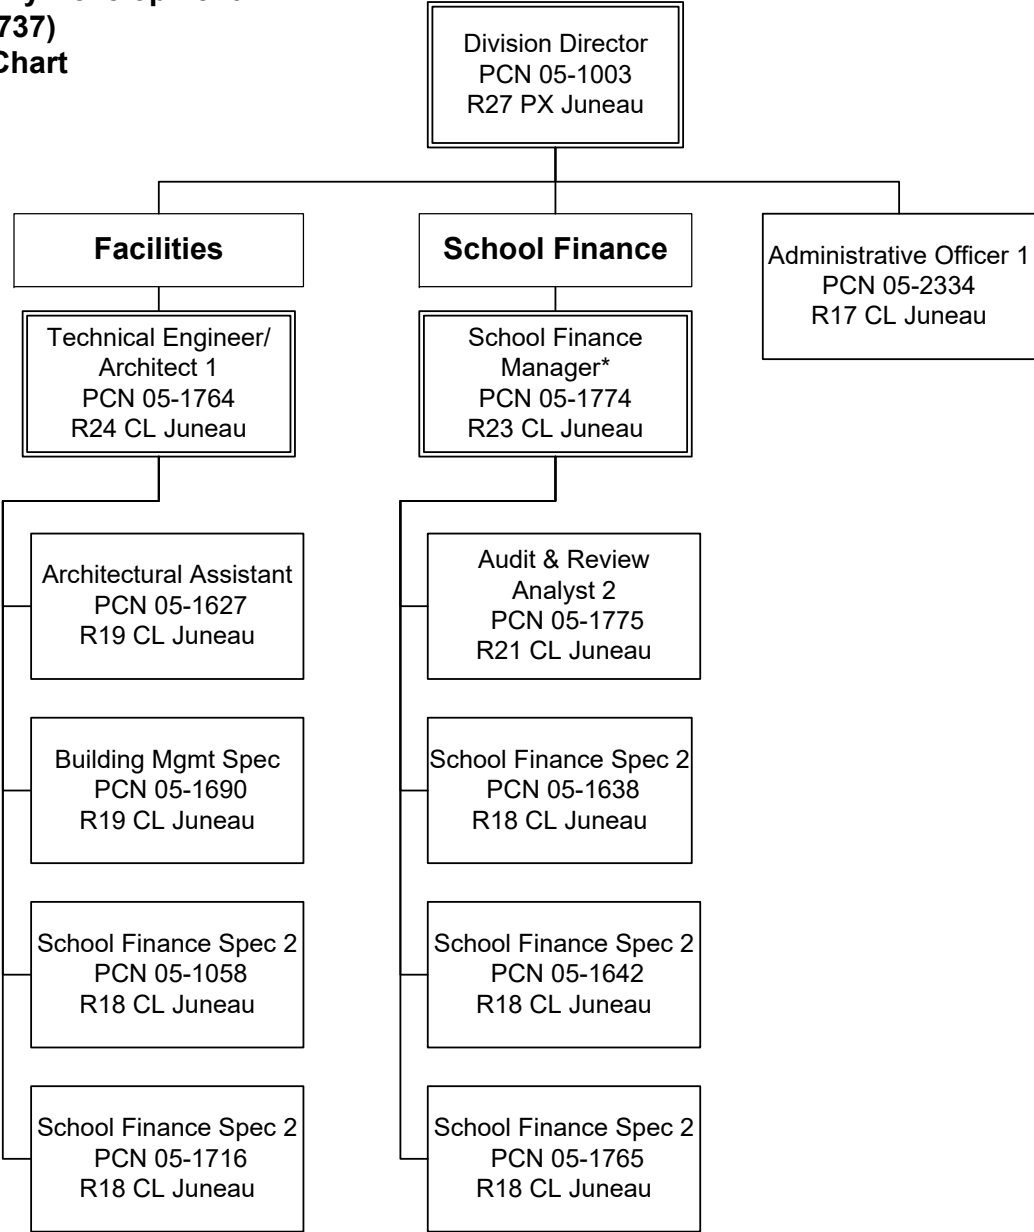 737)
Chart
Division Director
PCN 05-1003
R27 PX Juneau
Facilities
School Finance
Administrative Officer 1
PCN 05-2334
R17 CL Juneau
Technical Engineer/
Architect 1
PCN 05-1764
R24 CL Juneau
School Finance
Manager*
PCN 05-1774
R23 CL Juneau
Architectural Assistant
PCN 05-1627
R19 CL Juneau
Audit & Review
Analyst 2
PCN 05-1775
R21 CL Juneau
Building Mgmt Spec
PCN 05-1690
R19 CL Juneau
School Finance Spec 2
PCN 05-1638
R18 CL Juneau
School Finance Spec 2
PCN 05-1058
R18 CL Juneau
School Finance Spec 2
PCN 05-1642
R18 CL Juneau
School Finance Spec 2
PCN 05-1716
R18 CL Juneau
School Finance Spec 2
PCN 05-1765
R18 CL Juneau